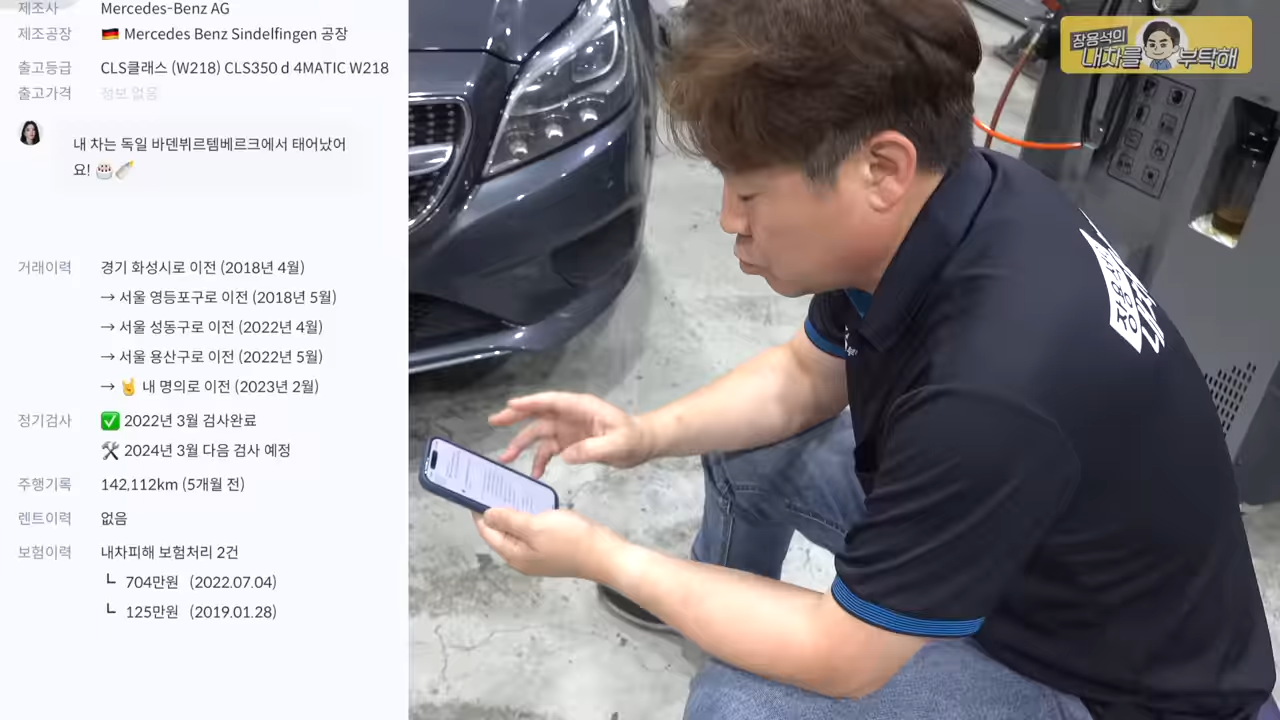 제조사 Mercedes-Benz AG
제조공장 🇩🇪 Mercedes Benz Sindelfingen 공장
출고등급 CLS클래스 (W218) CLS350 d 4MATIC W218
출고가격 정보 없음
내 차는 독일 바덴뷔르템베르크에서 태어났어
요! 🎂🍼
거래이력 경기 화성시로 이전 (2018년 4월)
→ 서울 영등포구로 이전 (2018년 5월)
→ 서울 성동구로 이전 (2022년 4월)
→ 서울 용산구로 이전 (2022년 5월)
→ 🤘 내 명의로 이전 (2023년 2월)
정기검사 ✅ 2022년 3월 검사완료
🛠 2024년 3월 다음 검사 예정
주행기록 142,112km (5개월 전)
렌트이력 없음
보험이력 내차피해 보험처리 2건
┗ 704만원 (2022.07.04)
┗ 125만원 (2019.01.28)
장용석의
내차를 부탁해